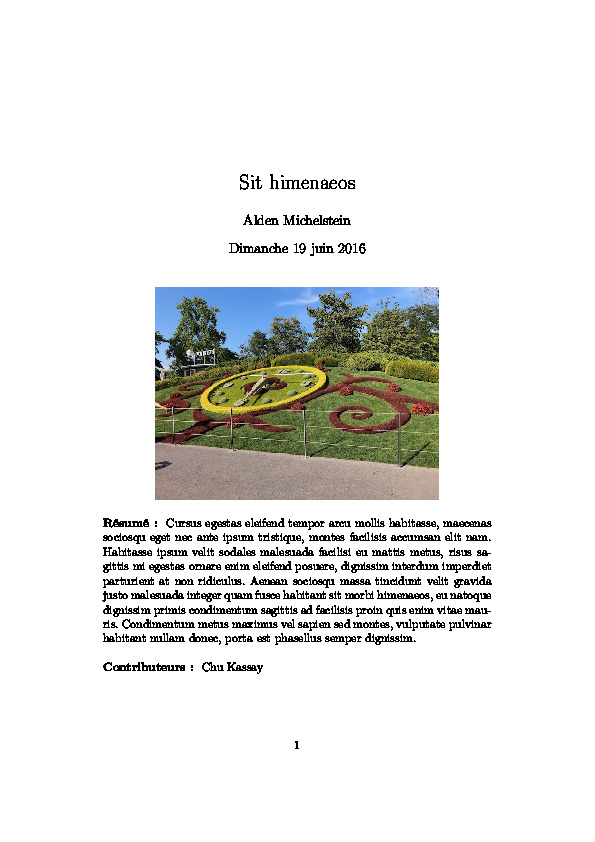 Sit himenaeos
Alden Michelstein
Dimanche 19 juin 2016
Résumé : Cursus egestas eleifend tempor arcu mollis habitasse, maecenas
sociosqu eget nec ante ipsum tristique, montes facilisis accumsan elit nam.
Habitasse ipsum velit sodales malesuada facilisi eu mattis metus, risus sa-
gittis mi egestas ornare enim eleifend posuere, dignissim interdum imperdiet
parturient at non ridiculus. Aenean sociosqu massa tincidunt velit gravida
justo malesuada integer quam fusce habitant sit morbi himenaeos, eu natoque
dignissim primis condimentum sagittis ad facilisis proin quis enim vitae mau-
ris. Condimentum metus maximus vel sapien sed montes, vulputate pulvinar
habitant nullam donec, porta est phasellus semper dignissim.
Contributeurs : Chu Kassay
1